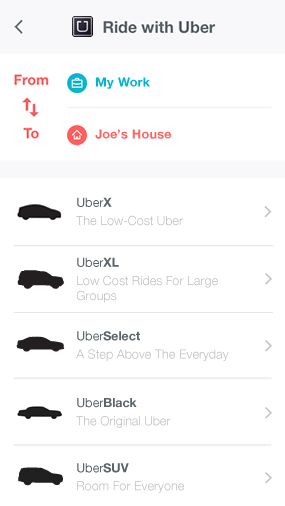 Ride with Uber
From
My Work
To
Joe's House
UberX
The Low-Cost Uber
UberXL
Low Cost Rides For Large
Groups
UberSelect
A Step Above The Everyday
UberBlack
The Original Uber
UberSUV
Room For Everyone